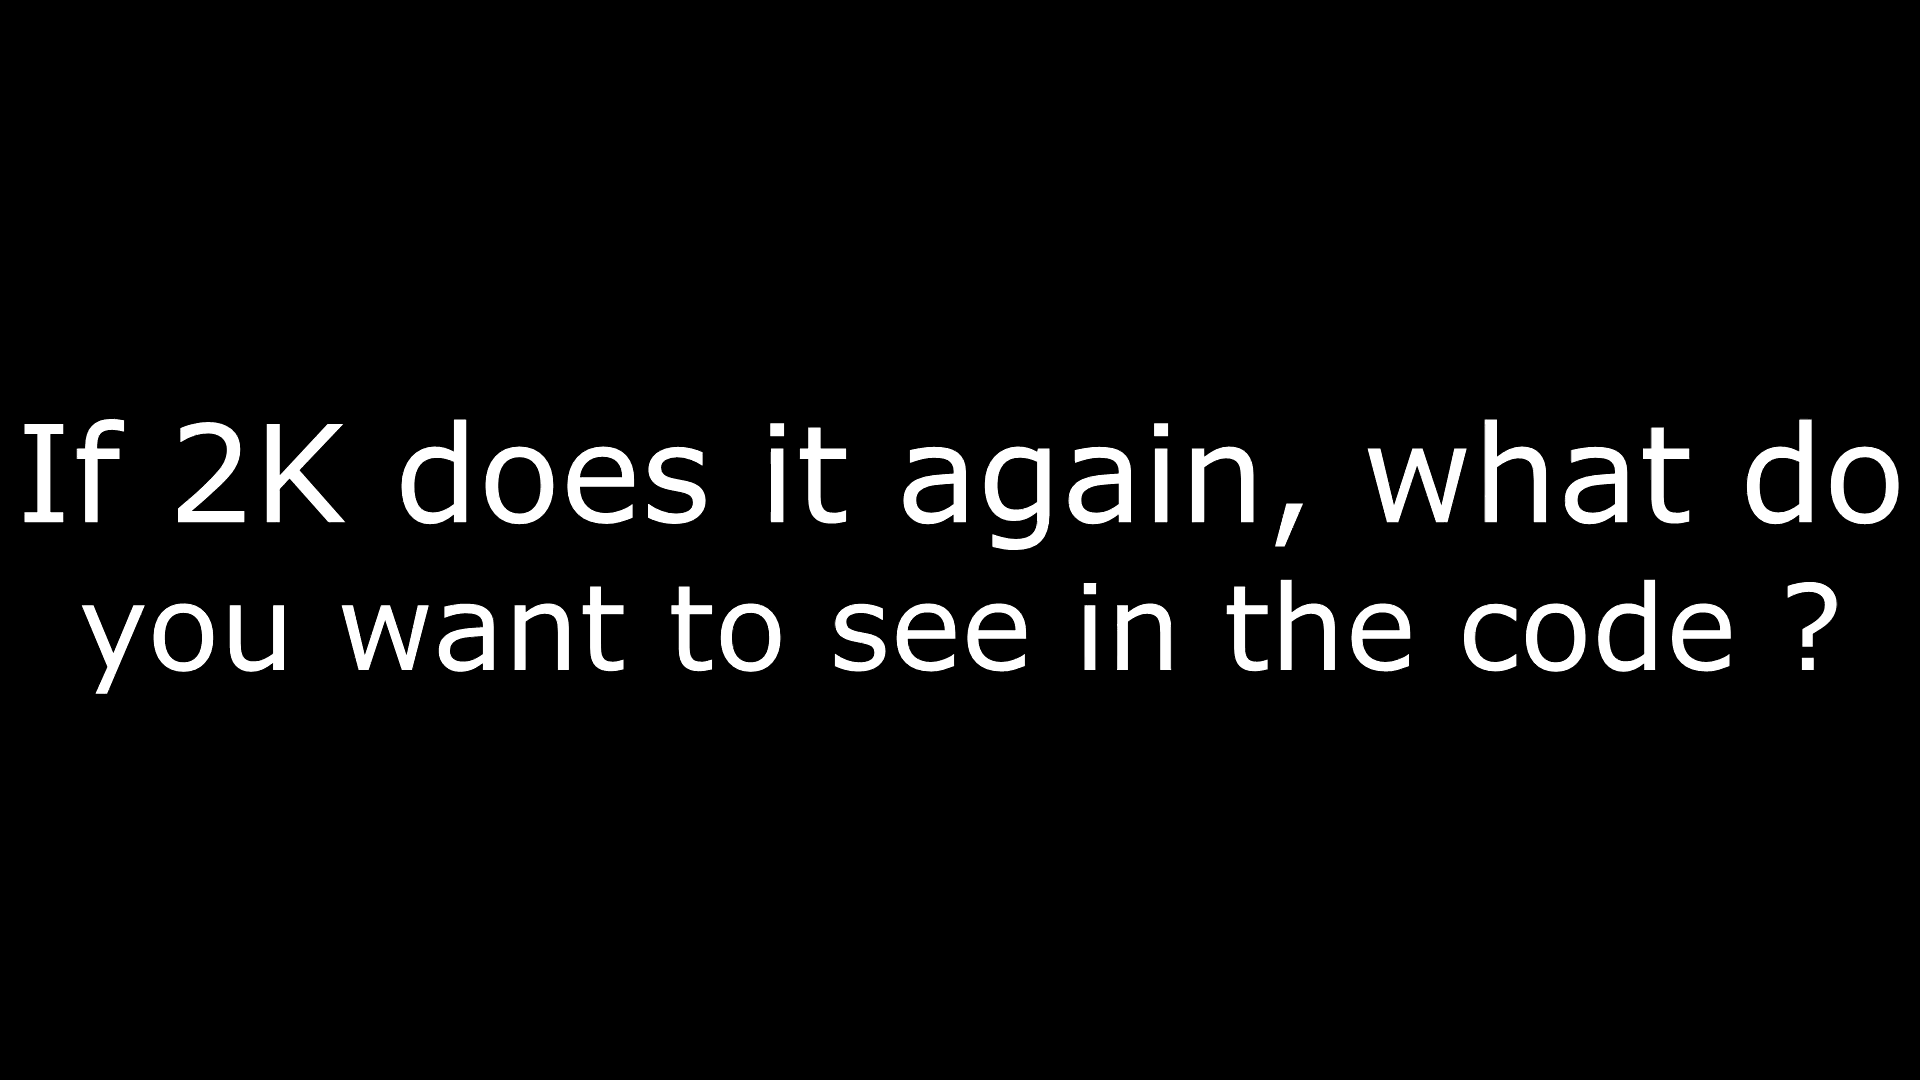 If 2K does it again, what do
you want to see in the code ?